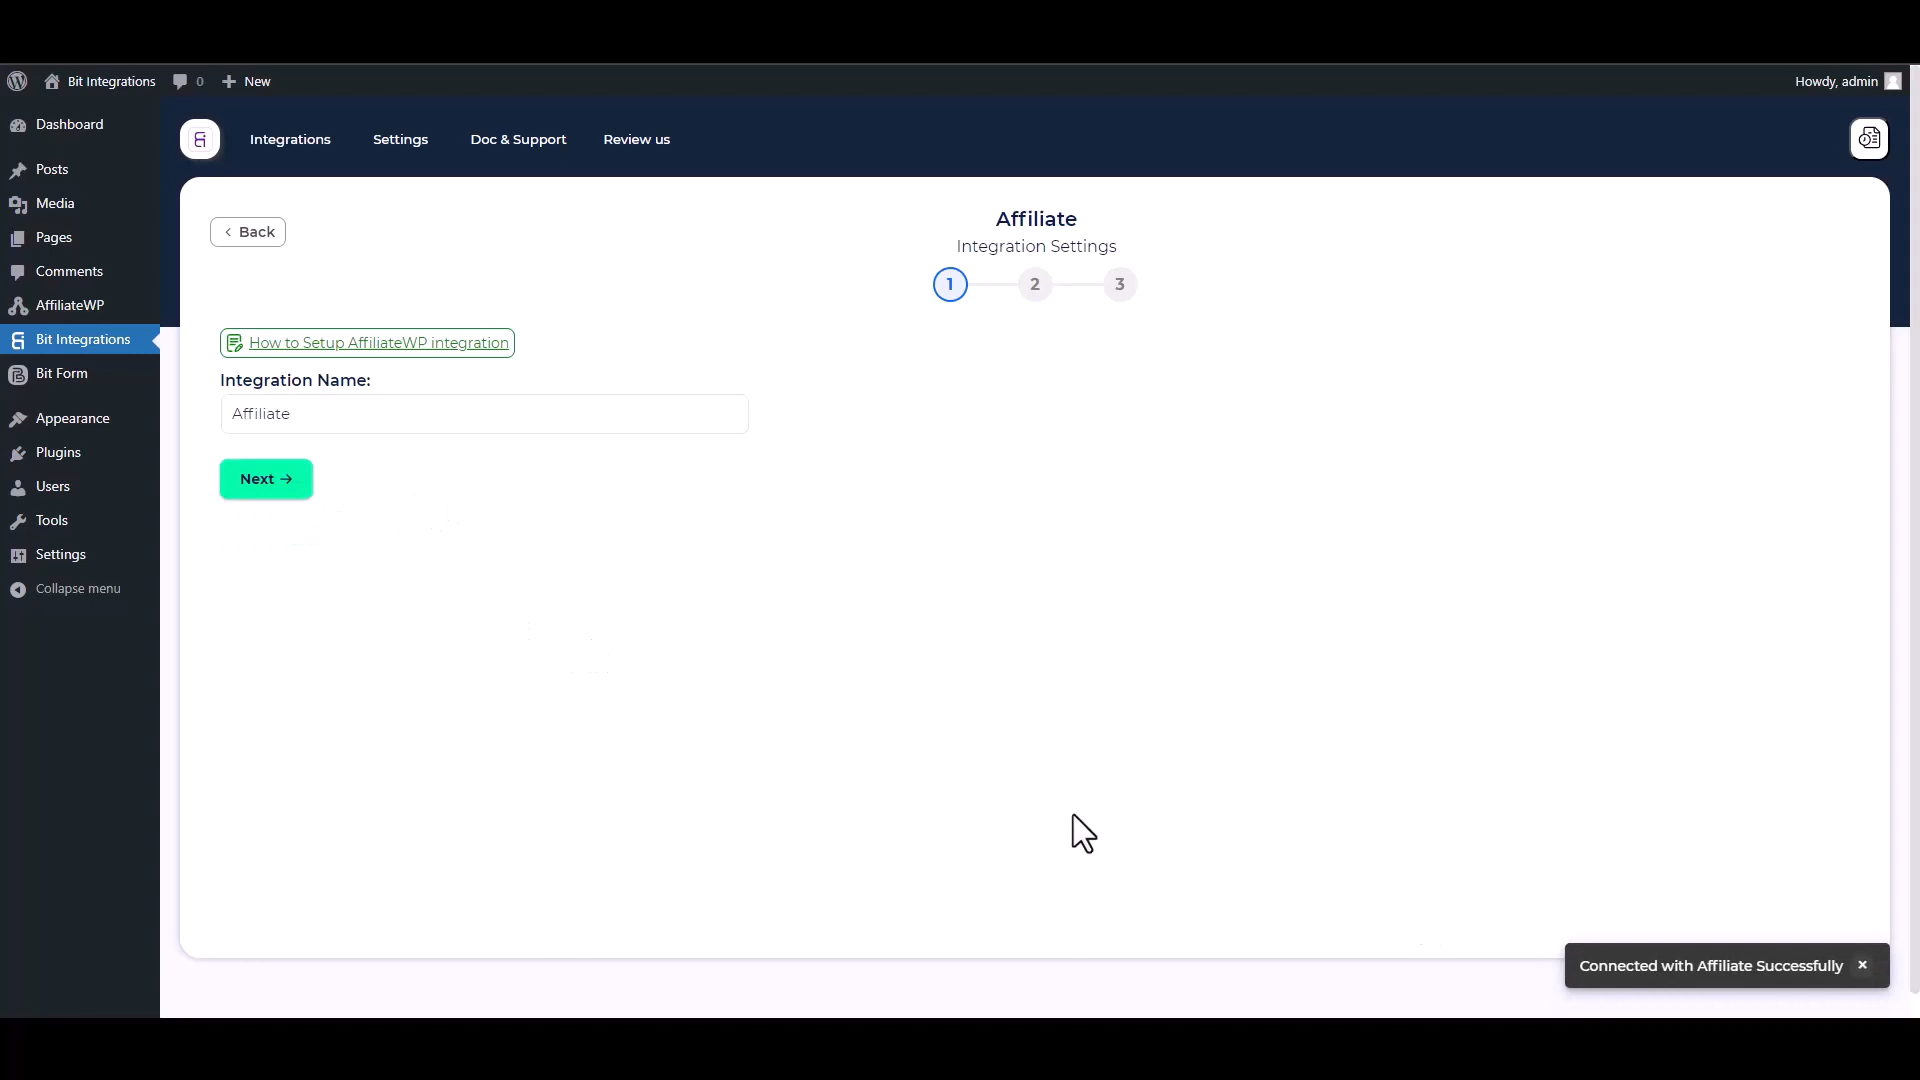 Bit Integrations
0
New
Howdy, admin
Dashboard
Posts
Media
Pages
Comments
AffiliateWP
Bit Integrations
Bit Form
Appearance
Plugins
Users
Tools
Settings
Collapse menu
Integrations
Settings
Doc & Support
Review us
Back
Affiliate
Integration Settings
1
2
3
How to Setup AffiliateWP integration
Integration Name:
Affiliate
Next →
Connected with Affiliate Successfully ×